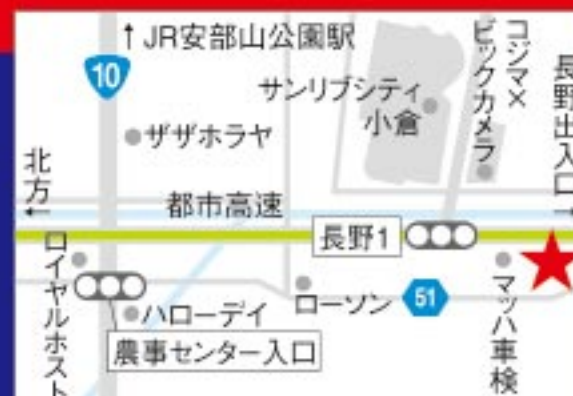 ↑JR安部山公園駅
10
サンリブシティ
小倉
コジマ×
ビックカメラ
長野出入口
→
ザザホラヤ
北方
←
都市高速
長野1
ロイヤルホスト
ハローデイ
農事センター入口
ローソン
51
マッハ車検